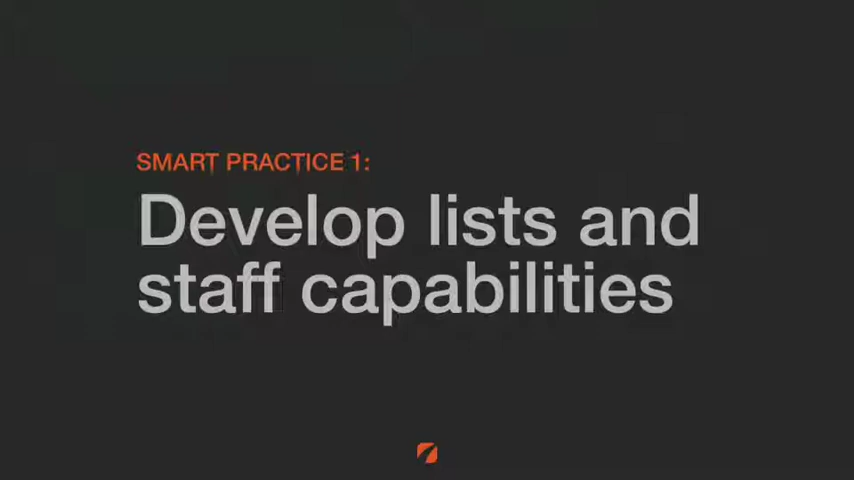 SMART PRACTICE 1:
Develop lists and
staff capabilities